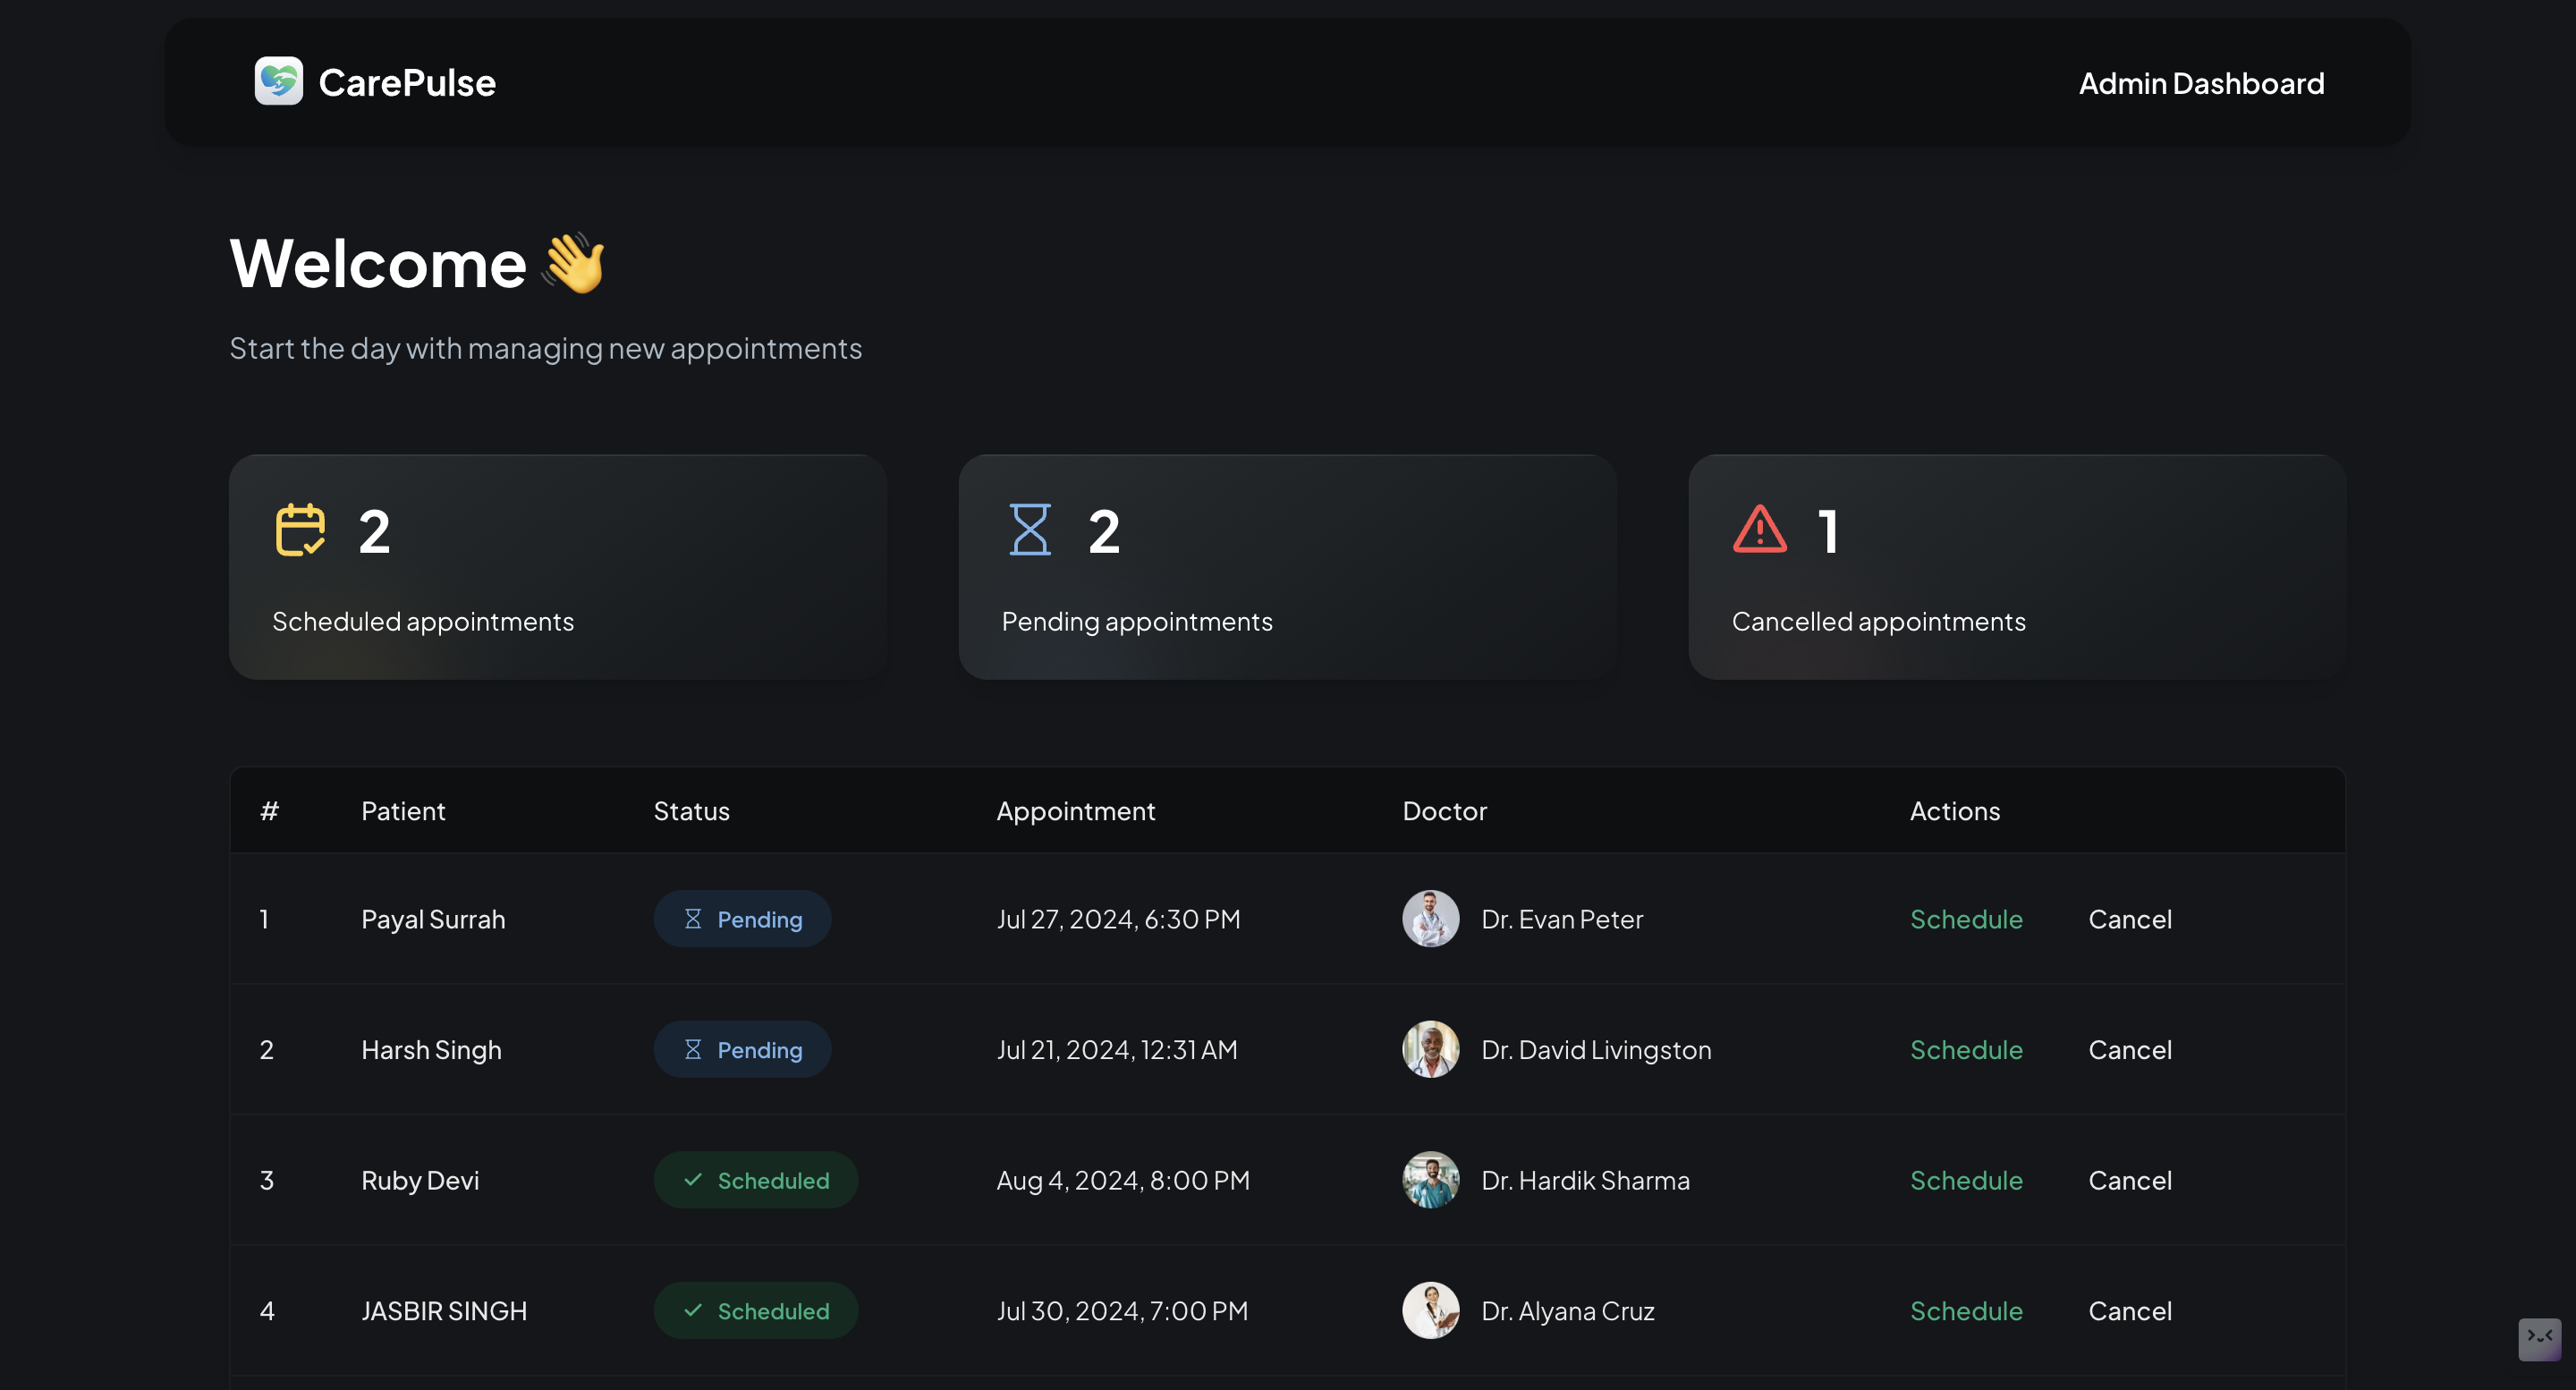 CarePulse
Admin Dashboard
Welcome 👋
Start the day with managing new appointments
2
Scheduled appointments
2
Pending appointments
1
Cancelled appointments
# Patient Status Appointment Doctor Actions
1 Payal Surrah Pending Jul 27, 2024, 6:30 PM Dr. Evan Peter Schedule Cancel
2 Harsh Singh Pending Jul 21, 2024, 12:31 AM Dr. David Livingston Schedule Cancel
3 Ruby Devi Scheduled Aug 4, 2024, 8:00 PM Dr. Hardik Sharma Schedule Cancel
4 JASBIR SINGH Scheduled Jul 30, 2024, 7:00 PM Dr. Alyana Cruz Schedule Cancel